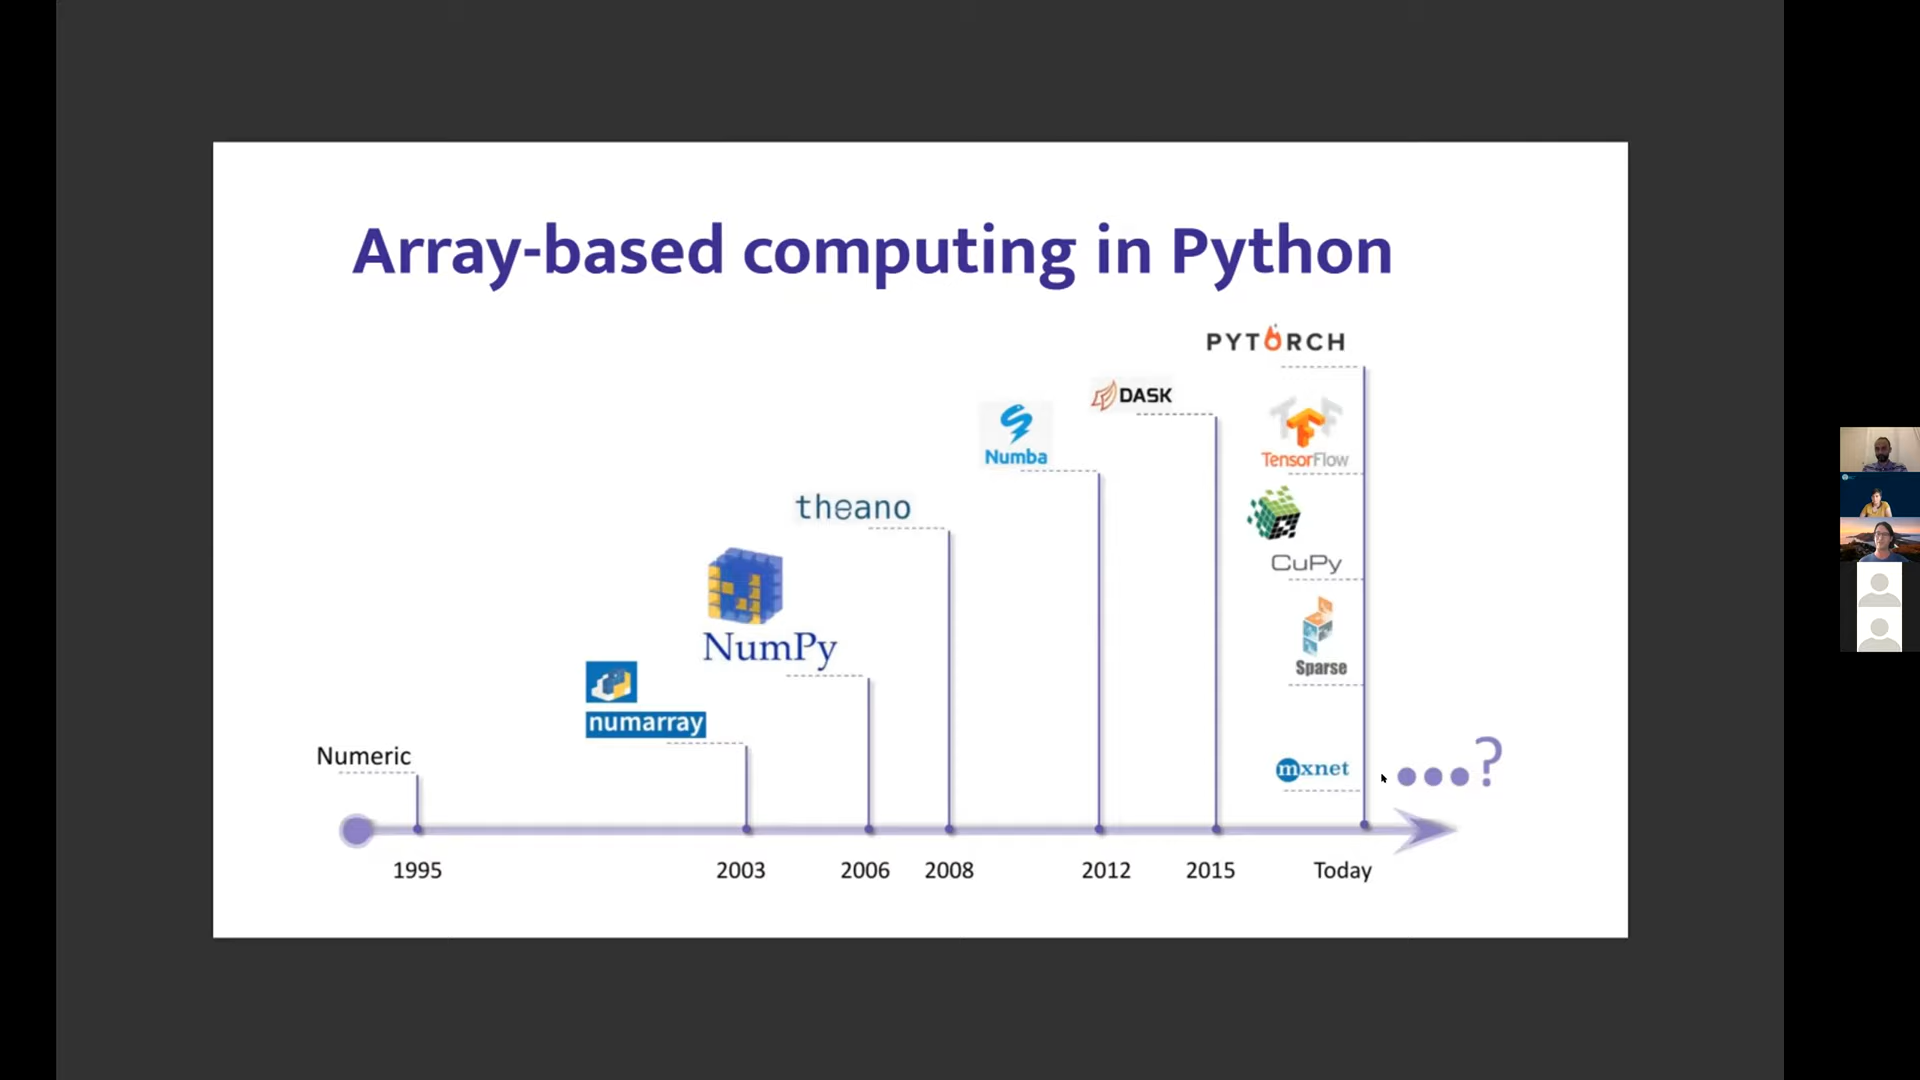 Array-based computing in Python
PYTORCH
DASK
TensorFlow
Numba
theano
CuPy
NumPy
Sparse
numarray
Numeric
mxnet
...?
1995
2003
2006
2008
2012
2015
Today